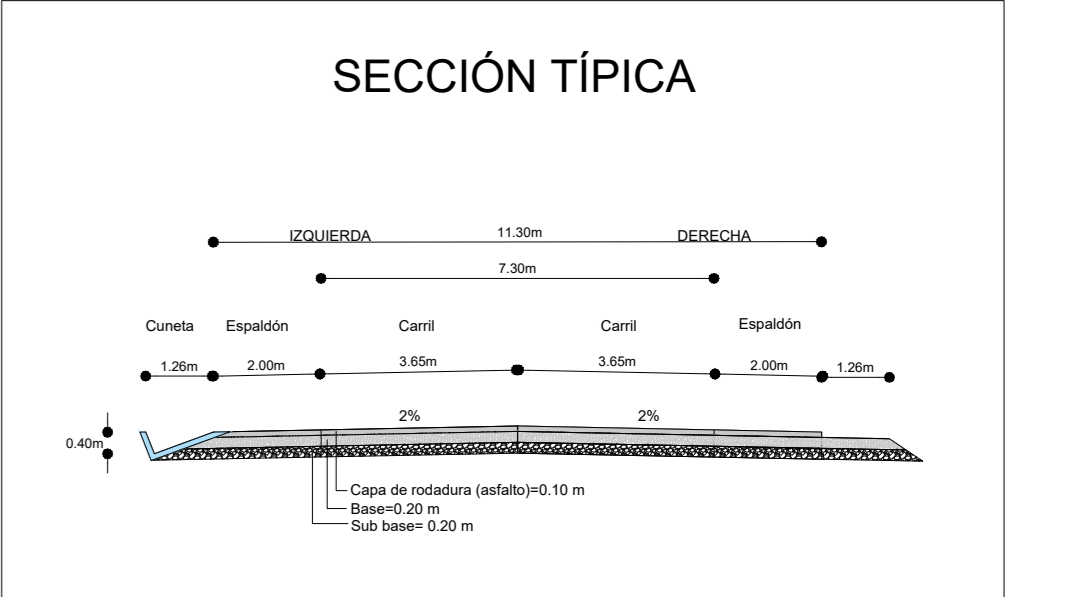 SECCIÓN TÍPICA
IZQUIERDA 11.30m DERECHA
7.30m
Cuneta Espaldón Carril Carril Espaldón
1.26m 2.00m 3.65m 3.65m 2.00m 1.26m
2% 2%
0.40m
Capa de rodadura (asfalto)=0.10 m
Base=0.20 m
Sub base= 0.20 m